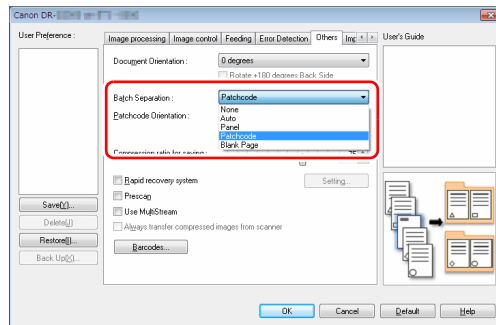 Canon DR-
User Preference :
Image processing Image control Feeding Error Detection Others
User's Guide
Document Orientation : 0 degrees
Rotate +180 degrees Back Side
Batch Separation : Patchcode
None
Patchcode Orientation : Auto
Panel
Patchcode
Blank Page
Compression ratio for saving :
Rapid recovery system Setting...
Prescan
Save(Y)... Use MultiStream
Delete(J) Always transfer compressed images from scanner
Restore(I)... Barcodes...
Back Up(X)...
OK Cancel Default Help